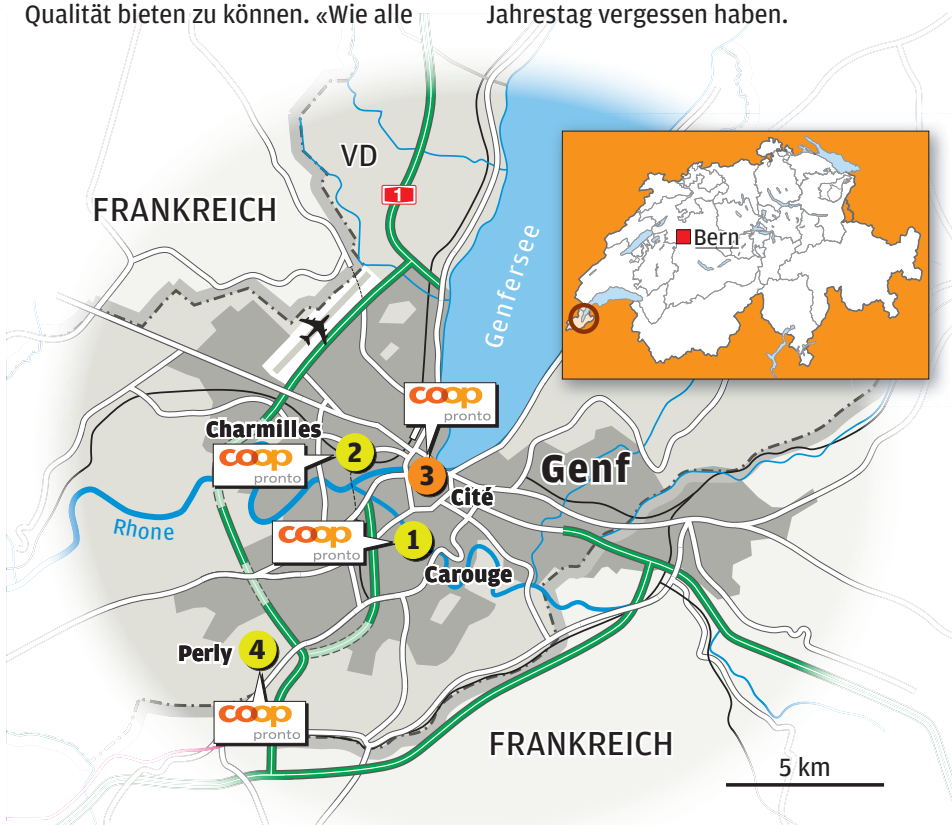 Qualität bieten zu können. «Wie alle
Jahrestag vergessen haben.
VD
1
FRANKREICH
Genfersee
Bern
coop
pronto
Charmilles
2
coop
pronto
3
Genf
Cité
Rhone
coop
pronto
1
Carouge
Perly
4
coop
pronto
FRANKREICH
5 km